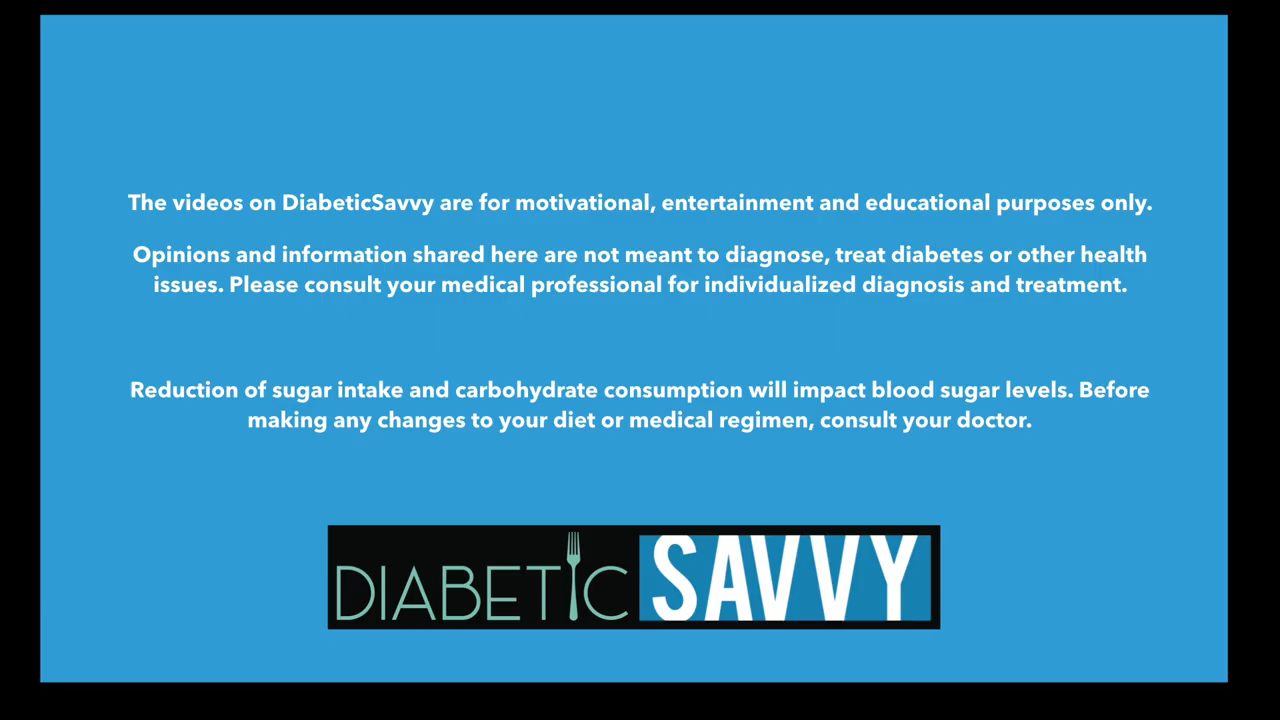 The videos on DiabeticSavvy are for motivational, entertainment and educational purposes only.
Opinions and information shared here are not meant to diagnose, treat diabetes or other health
issues. Please consult your medical professional for individualized diagnosis and treatment.
Reduction of sugar intake and carbohydrate consumption will impact blood sugar levels. Before
making any changes to your diet or medical regimen, consult your doctor.
DIABETIC SAVVY